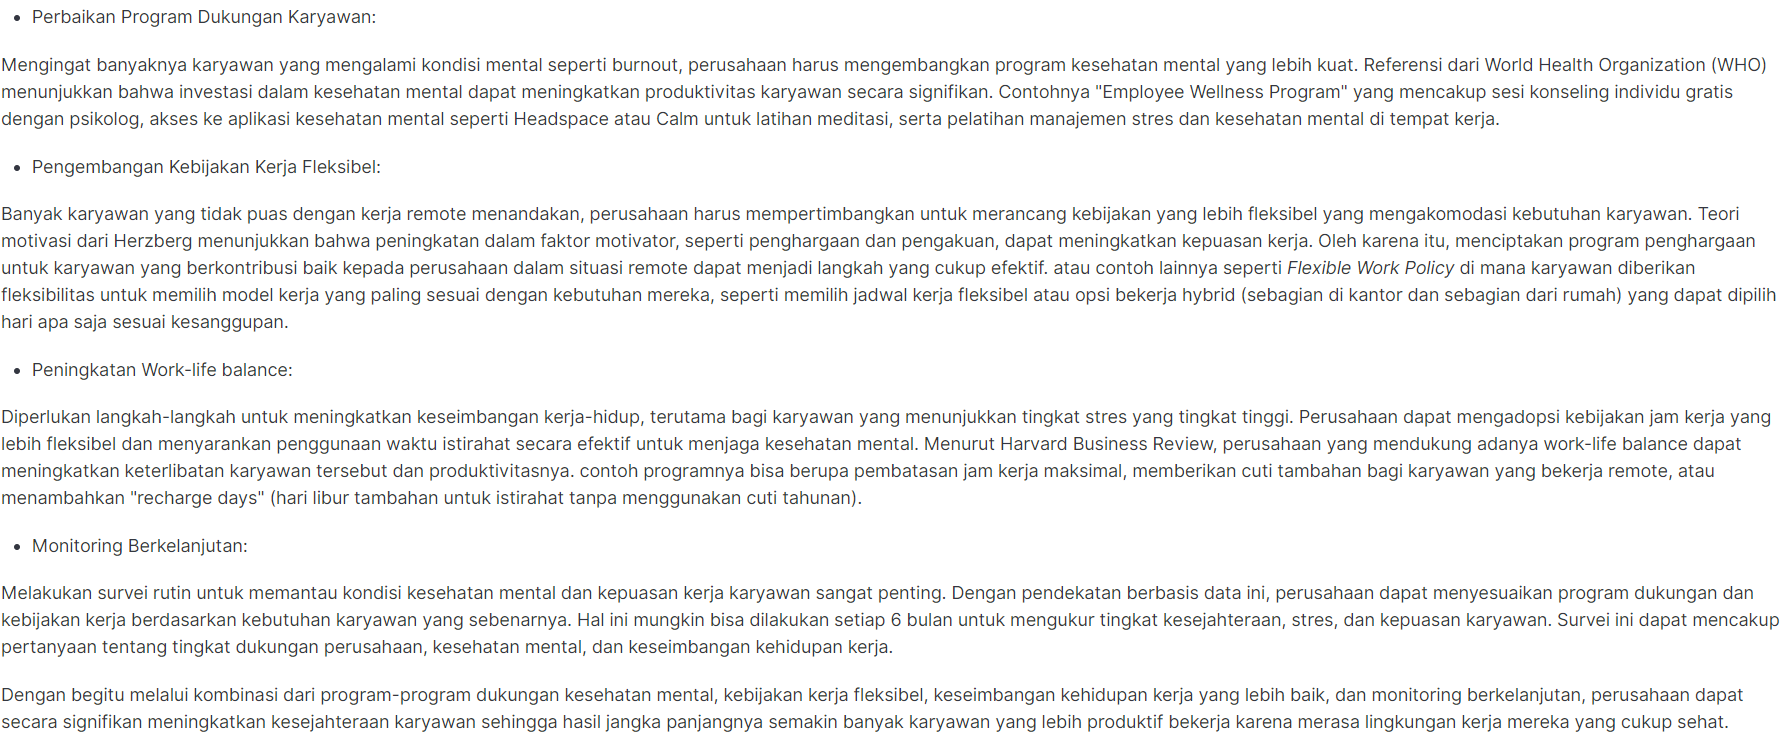 • Perbaikan Program Dukungan Karyawan:
Mengingat banyaknya karyawan yang mengalami kondisi mental seperti burnout, perusahaan harus mengembangkan program kesehatan mental yang lebih kuat. Referensi dari World Health Organization (WHO)
menunjukkan bahwa investasi dalam kesehatan mental dapat meningkatkan produktivitas karyawan secara signifikan. Contohnya "Employee Wellness Program" yang mencakup sesi konseling individu gratis
dengan psikolog, akses ke aplikasi kesehatan mental seperti Headspace atau Calm untuk latihan meditasi, serta pelatihan manajemen stres dan kesehatan mental di tempat kerja.
• Pengembangan Kebijakan Kerja Fleksibel:
Banyak karyawan yang tidak puas dengan kerja remote menandakan, perusahaan harus mempertimbangkan untuk merancang kebijakan yang lebih fleksibel yang mengakomodasi kebutuhan karyawan. Teori
motivasi dari Herzberg menunjukkan bahwa peningkatan dalam faktor motivator, seperti penghargaan dan pengakuan, dapat meningkatkan kepuasan kerja. Oleh karena itu, menciptakan program penghargaan
untuk karyawan yang berkontribusi baik kepada perusahaan dalam situasi remote dapat menjadi langkah yang cukup efektif. atau contoh lainnya seperti Flexible Work Policy di mana karyawan diberikan
fleksibilitas untuk memilih model kerja yang paling sesuai dengan kebutuhan mereka, seperti memilih jadwal kerja fleksibel atau opsi bekerja hybrid (sebagian di kantor dan sebagian dari rumah) yang dapat dipilih
hari apa saja sesuai kesanggupan.
• Peningkatan Work-life balance:
Diperlukan langkah-langkah untuk meningkatkan keseimbangan kerja-hidup, terutama bagi karyawan yang menunjukkan tingkat stres yang tingkat tinggi. Perusahaan dapat mengadopsi kebijakan jam kerja yang
lebih fleksibel dan menyarankan penggunaan waktu istirahat secara efektif untuk menjaga kesehatan mental. Menurut Harvard Business Review, perusahaan yang mendukung adanya work-life balance dapat
meningkatkan keterlibatan karyawan tersebut dan produktivitasnya. contoh programnya bisa berupa pembatasan jam kerja maksimal, memberikan cuti tambahan bagi karyawan yang bekerja remote, atau
menambahkan "recharge days" (hari libur tambahan untuk istirahat tanpa menggunakan cuti tahunan).
• Monitoring Berkelanjutan:
Melakukan survei rutin untuk memantau kondisi kesehatan mental dan kepuasan kerja karyawan sangat penting. Dengan pendekatan berbasis data ini, perusahaan dapat menyesuaikan program dukungan dan
kebijakan kerja berdasarkan kebutuhan karyawan yang sebenarnya. Hal ini mungkin bisa dilakukan setiap 6 bulan untuk mengukur tingkat kesejahteraan, stres, dan kepuasan karyawan. Survei ini dapat mencakup
pertanyaan tentang tingkat dukungan perusahaan, kesehatan mental, dan keseimbangan kehidupan kerja.
Dengan begitu melalui kombinasi dari program-program dukungan kesehatan mental, kebijakan kerja fleksibel, keseimbangan kehidupan kerja yang lebih baik, dan monitoring berkelanjutan, perusahaan dapat
secara signifikan meningkatkan kesejahteraan karyawan sehingga hasil jangka panjangnya semakin banyak karyawan yang lebih produktif bekerja karena merasa lingkungan kerja mereka yang cukup sehat.